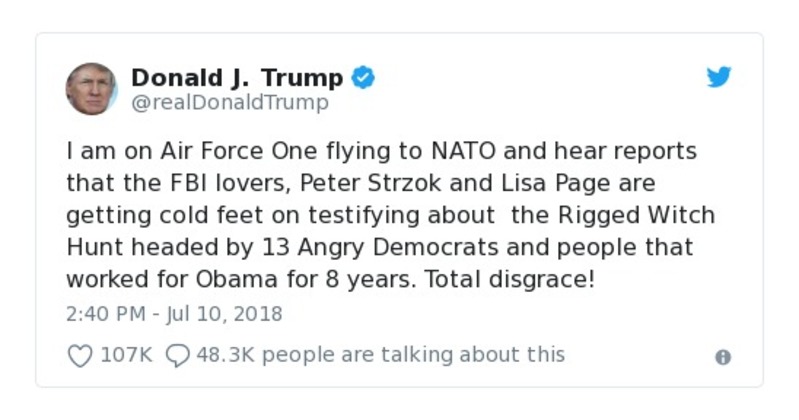 Donald J. Trump
@realDonaldTrump
I am on Air Force One flying to NATO and hear reports
that the FBI lovers, Peter Strzok and Lisa Page are
getting cold feet on testifying about  the Rigged Witch
Hunt headed by 13 Angry Democrats and people that
worked for Obama for 8 years. Total disgrace!
2:40 PM - Jul 10, 2018
107K 48.3K people are talking about this